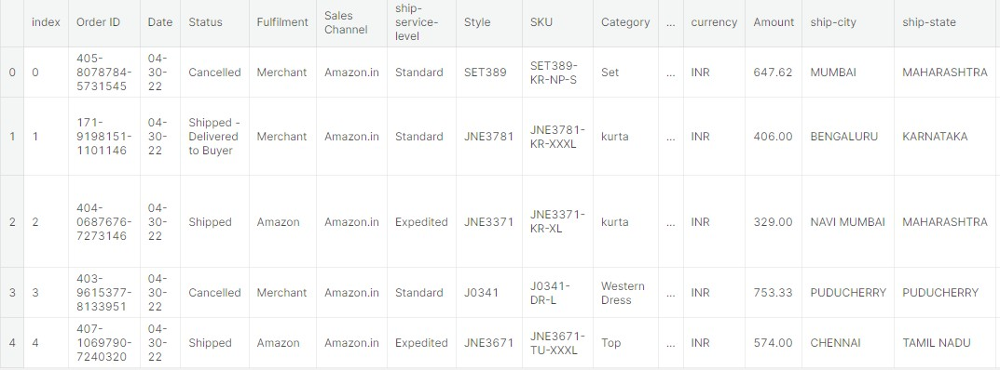 index Order ID Date Status Fulfilment Sales Channel ship-service-level Style SKU Category ... currency Amount ship-city ship-state
0 0 405-8078784-5731545 04-30-22 Cancelled Merchant Amazon.in Standard SET389 SET389-KR-NP-S Set ... INR 647.62 MUMBAI MAHARASHTRA
1 1 171-9198151-1101146 04-30-22 Shipped - Delivered to Buyer Merchant Amazon.in Standard JNE3781 JNE3781-KR-XXXL kurta ... INR 406.00 BENGALURU KARNATAKA
2 2 404-0687676-7273146 04-30-22 Shipped Amazon Amazon.in Expedited JNE3371 JNE3371-KR-XL kurta ... INR 329.00 NAVI MUMBAI MAHARASHTRA
3 3 403-9615377-8133951 04-30-22 Cancelled Merchant Amazon.in Standard J0341 J0341-DR-L Western Dress ... INR 753.33 PUDUCHERRY PUDUCHERRY
4 4 407-1069790-7240320 04-30-22 Shipped Amazon Amazon.in Expedited JNE3671 JNE3671-TU-XXXL Top ... INR 574.00 CHENNAI TAMIL NADU